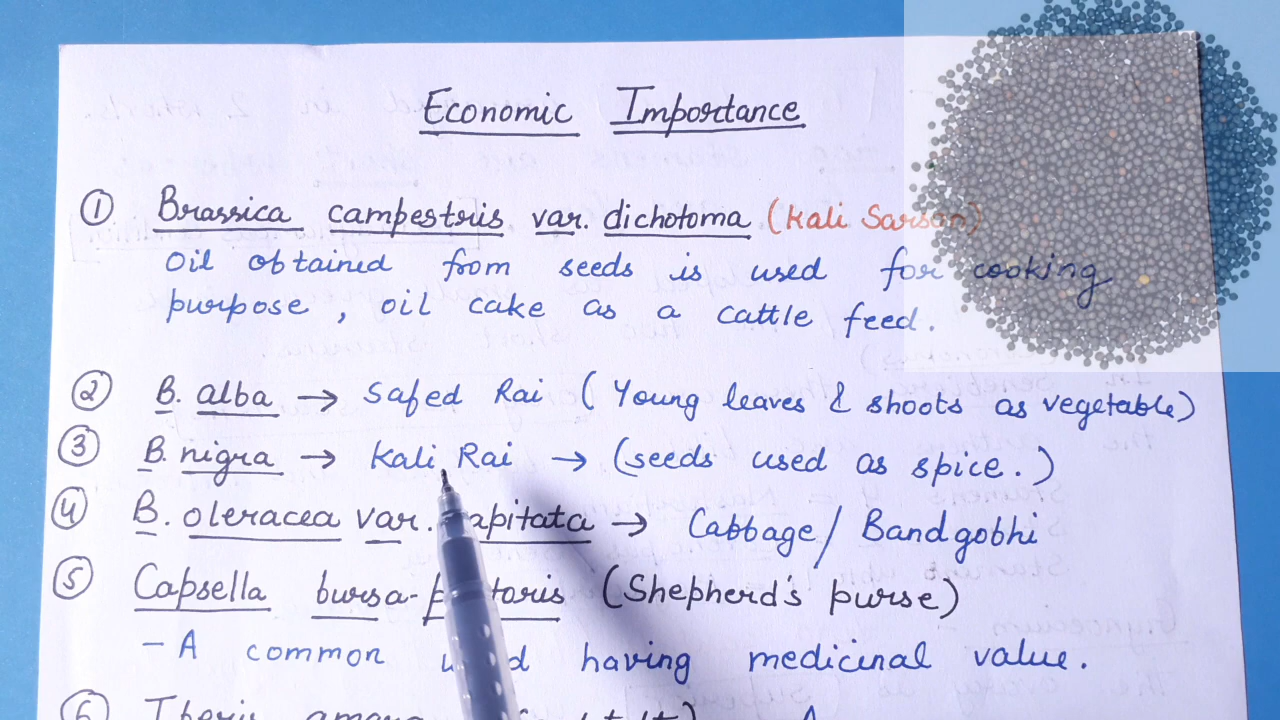 Economic Importance
① Brassica campestris var. dichotoma (Kali Sarson)
Oil obtained from seeds is used for cooking
purpose, oil cake as a cattle feed.
② B. alba → Safed Rai (Young leaves & shoots as vegetable)
③ B. nigra → Kali Rai → (seeds used as spice.)
④ B. oleracea var. capitata → Cabbage/Bandgobhi
⑤ Capsella bursa-pastoris (Shepherd's purse)
- A common having medicinal value.
⑥